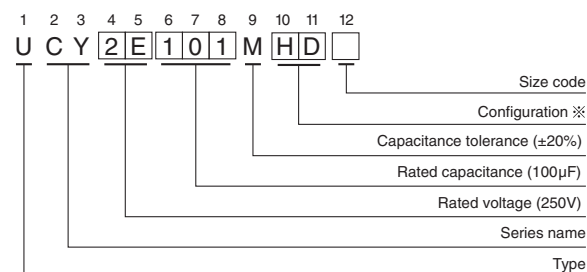 1 2 3 4 5 6 7 8 9 10 11 12
U C Y 2 E 1 0 1 M H D
Size code
Configuration ※
Capacitance tolerance (±20%)
Rated capacitance (100µF)
Rated voltage (250V)
Series name
Type